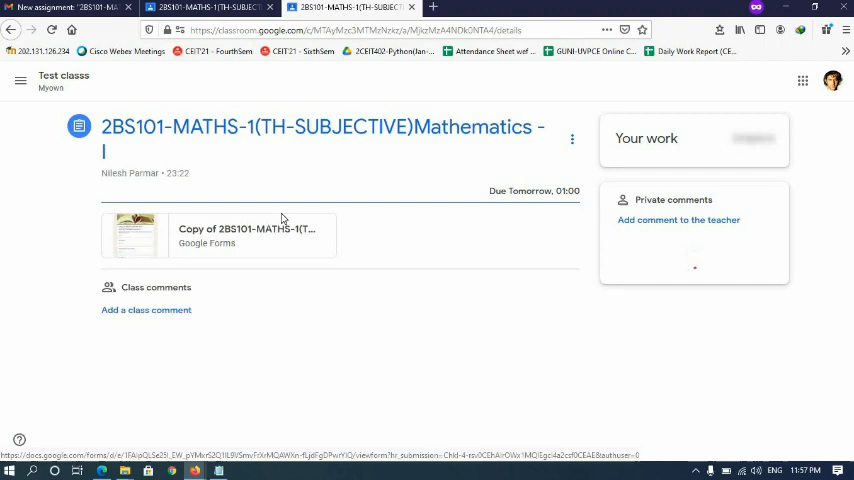 New assignment: "2BS101-MA
2BS101-MATHS-1(TH-SUBJECTIV
2BS101-MATHS-1(TH-SUBJECTIV
https://classroom.google.com/c/MTAyMzc3MTMzNzkz/a/MjkzMzA4NDk0NTA4/details
202.131.126.234
Cisco Webex Meetings
CEIT'21 - FourthSem
CEIT'21 - SixthSem
2CEIT402-Python(Jan-...
Attendance Sheet wef ...
GUNI-UVPCE Online C...
Daily Work Report (CE...
Test classs
Myown
2BS101-MATHS-1(TH-SUBJECTIVE)Mathematics -
I
Nilesh Parmar • 23:22
Due Tomorrow, 01:00
Copy of 2BS101-MATHS-1(T...
Google Forms
Class comments
Add a class comment
Your work
Private comments
Add comment to the teacher
ENG
11:57 PM